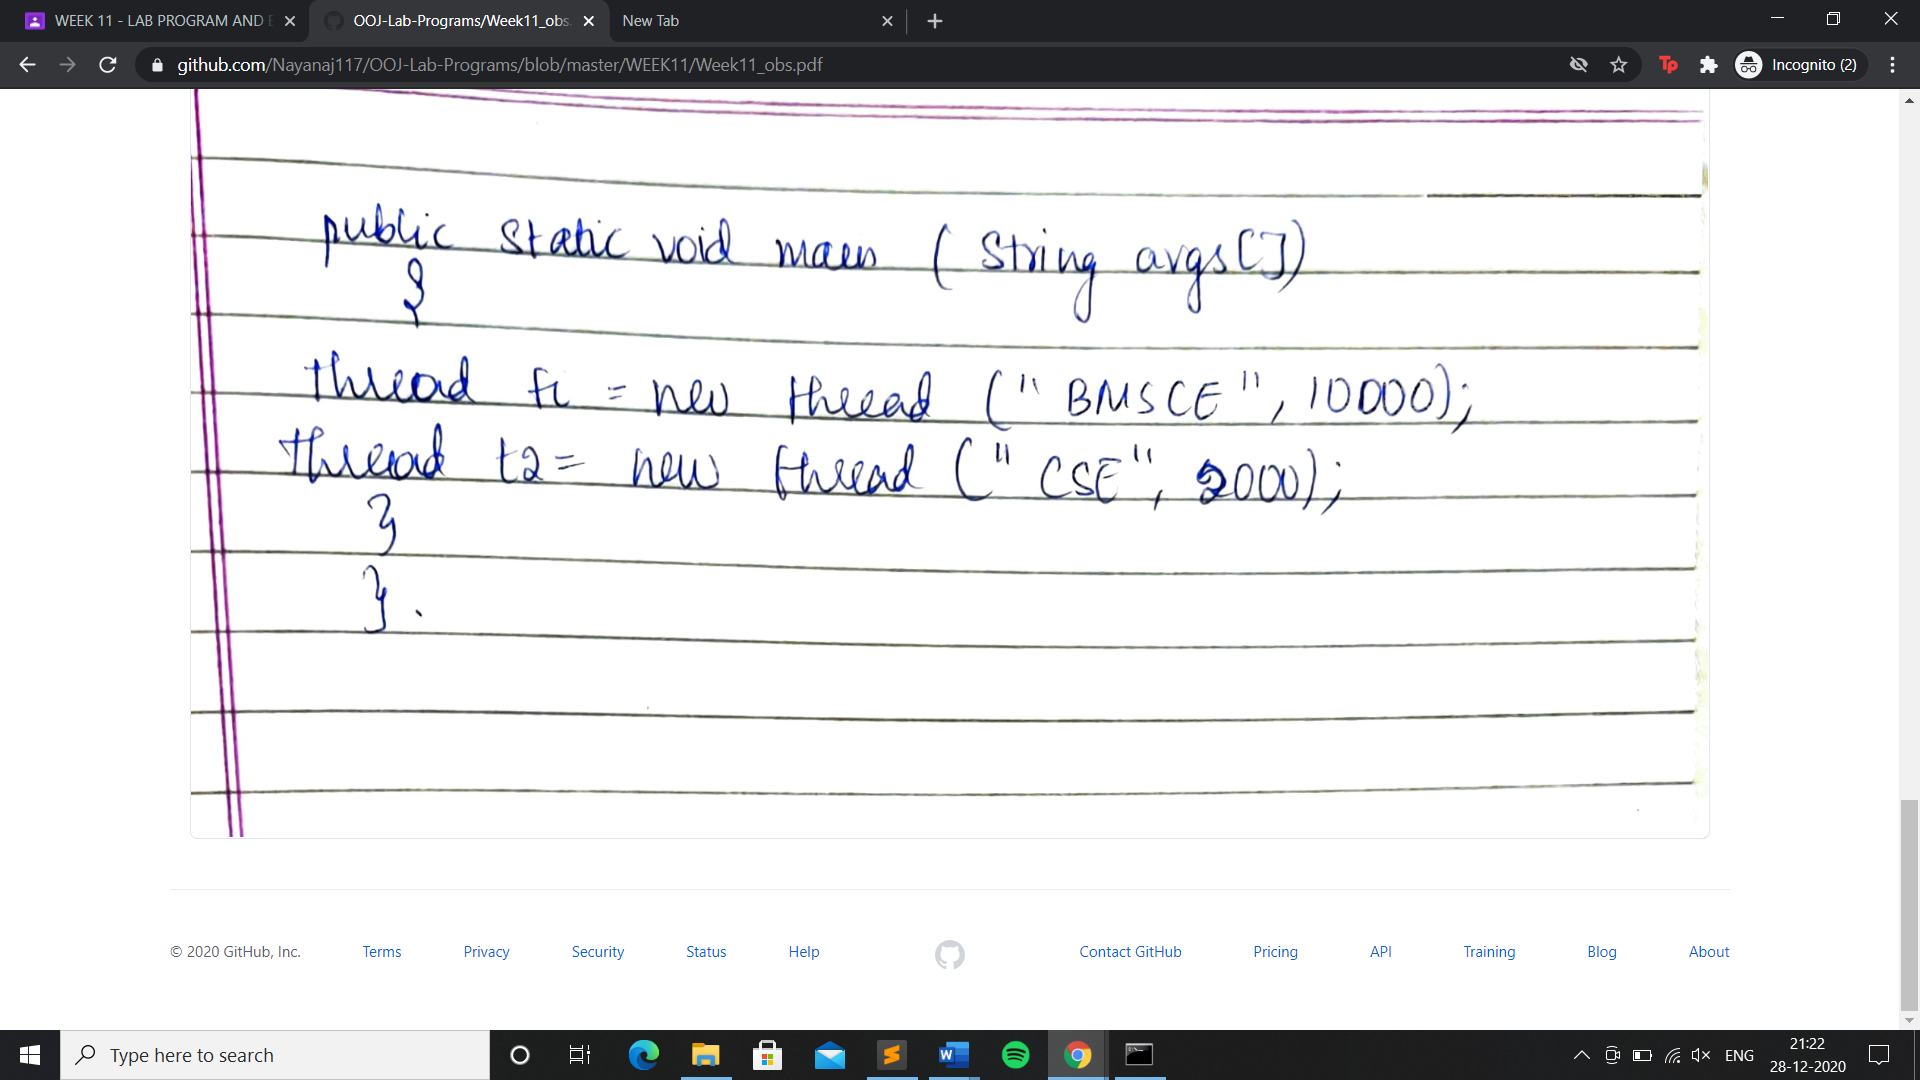 WEEK 11 - LAB PROGRAM AND E
OOJ-Lab-Programs/Week11_obs.
New Tab
github.com/Nayanaj117/OOJ-Lab-Programs/blob/master/WEEK11/Week11_obs.pdf
Tp
Incognito (2)
public static void main ( String args[])
{
thread t1 = new thread ("BMSCE", 10000);
thread t2 = new thread ("CSE", 2000);
}
}.
© 2020 GitHub, Inc. Terms Privacy Security Status Help Contact GitHub Pricing API Training Blog About
Type here to search
ENG
21:22
28-12-2020